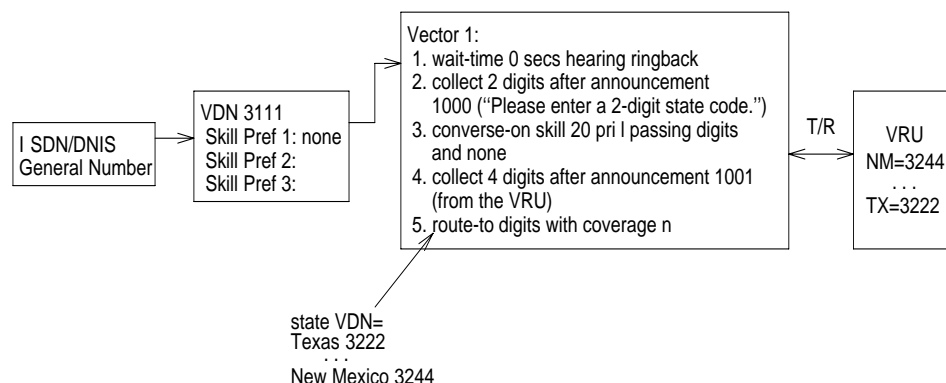 I SDN/DNIS
General Number
VDN 3111
Skill Pref 1: none
Skill Pref 2:
Skill Pref 3:
Vector 1:
1. wait-time 0 secs hearing ringback
2. collect 2 digits after announcement
1000 (“Please enter a 2-digit state code.”)
3. converse-on skill 20 pri l passing digits
and none
4. collect 4 digits after announcement 1001
(from the VRU)
5. route-to digits with coverage n
T/R
VRU
NM=3244
. . .
TX=3222
state VDN=
Texas 3222
. . .
New Mexico 3244